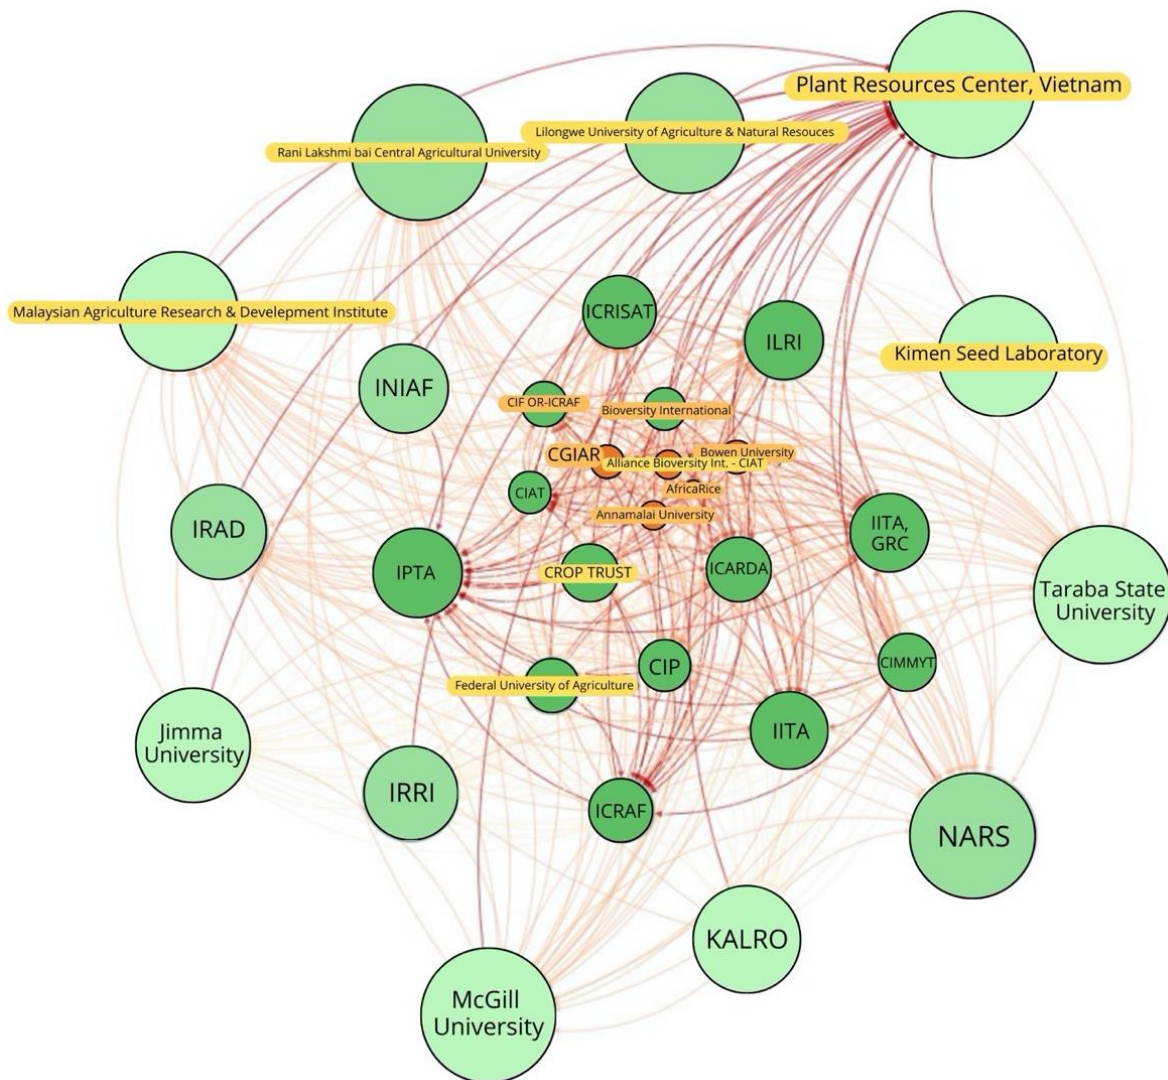 Plant Resources Center, Vietnam
Lilongwe University of Agriculture & Natural Resouces
Rani Lakshmi bai Central Agricultural University
Malaysian Agriculture Research & Develepment Institute
ICRISAT
ILRI
Kimen Seed Laboratory
INIAF
CIF OR-ICRAF
Bioversity International
CGIAR
Bowen University
Alliance Bioversity Int. - CIAT
CIAT
AfricaRice
Annamalai University
IRAD
IITA,
GRC
IPTA
CROP TRUST
ICARDA
Taraba State
University
CIP
CIMMYT
Federal University of Agriculture
Jimma
University
IITA
IRRI
ICRAF
NARS
KALRO
McGill
University